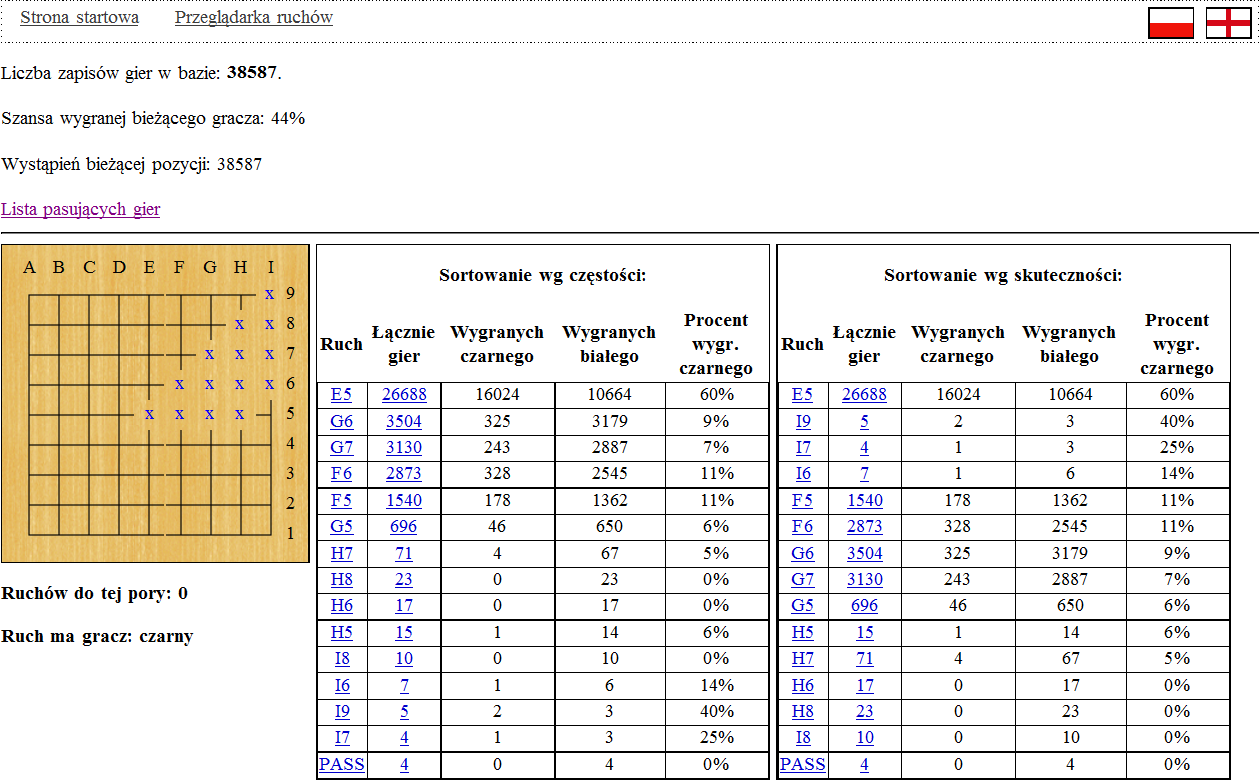 Strona startowa Przeglądarka ruchów
Liczba zapisów gier w bazie: 38587.
Szansa wygranej bieżącego gracza: 44%
Wystąpień bieżącej pozycji: 38587
Lista pasujących gier
A B C D E F G H I
x 9
x x 8
x x x 7
x x x x 6
x x x x 5
4
3
2
1
Ruchów do tej pory: 0
Ruch ma gracz: czarny
Sortowanie wg częstości:
Ruch Łącznie gier Wygranych czarnego Wygranych białego Procent wygr. czarnego
E5 26688 16024 10664 60%
G6 3504 325 3179 9%
G7 3130 243 2887 7%
F6 2873 328 2545 11%
F5 1540 178 1362 11%
G5 696 46 650 6%
H7 71 4 67 5%
H8 23 0 23 0%
H6 17 0 17 0%
H5 15 1 14 6%
I8 10 0 10 0%
I6 7 1 6 14%
I9 5 2 3 40%
I7 4 1 3 25%
PASS 4 0 4 0%
Sortowanie wg skuteczności:
Ruch Łącznie gier Wygranych czarnego Wygranych białego Procent wygr. czarnego
E5 26688 16024 10664 60%
I9 5 2 3 40%
I7 4 1 3 25%
I6 7 1 6 14%
F5 1540 178 1362 11%
F6 2873 328 2545 11%
G6 3504 325 3179 9%
G7 3130 243 2887 7%
G5 696 46 650 6%
H5 15 1 14 6%
H7 71 4 67 5%
H6 17 0 17 0%
H8 23 0 23 0%
I8 10 0 10 0%
PASS 4 0 4 0%